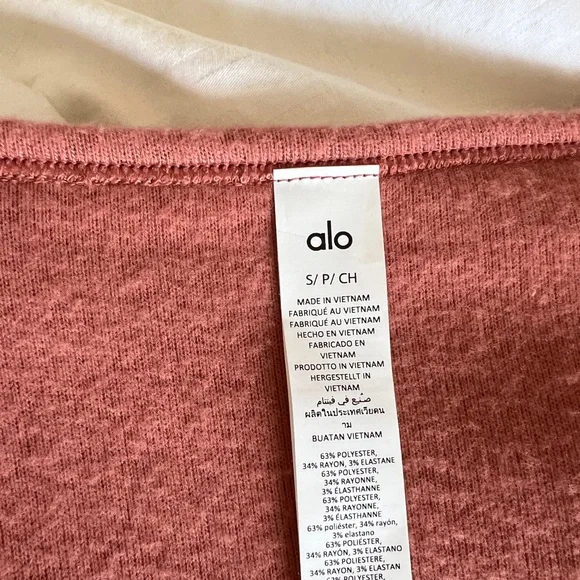 alo
S/ P/ CH
MADE IN VIETNAM
FABRIQUÉ AU VIETNAM
FABRIQUÉ AU VIETNAM
HECHO EN VIETNAM
FABRICADO EN
VIETNAM
PRODOTTO IN VIETNAM
HERGESTELLT IN
VIETNAM
صنع في فيتنام
ผลิตในประเทศเวียดน
าม
BUATAN VIETNAM
63% POLYESTER,
34% RAYON, 3% ELASTANE
63% POLYESTER,
34% RAYONNE,
3% ÉLASTHANNE
63% POLYESTER,
34% RAYONNE,
3% ÉLASTHANNE
63% poliéster, 34% rayón,
3% elastano
63% POLIÉSTER,
34% RAYON, 3% ELASTANO
63% POLIESTERE,
34% RAYON, 3% ELASTAN
63% POLYESTER